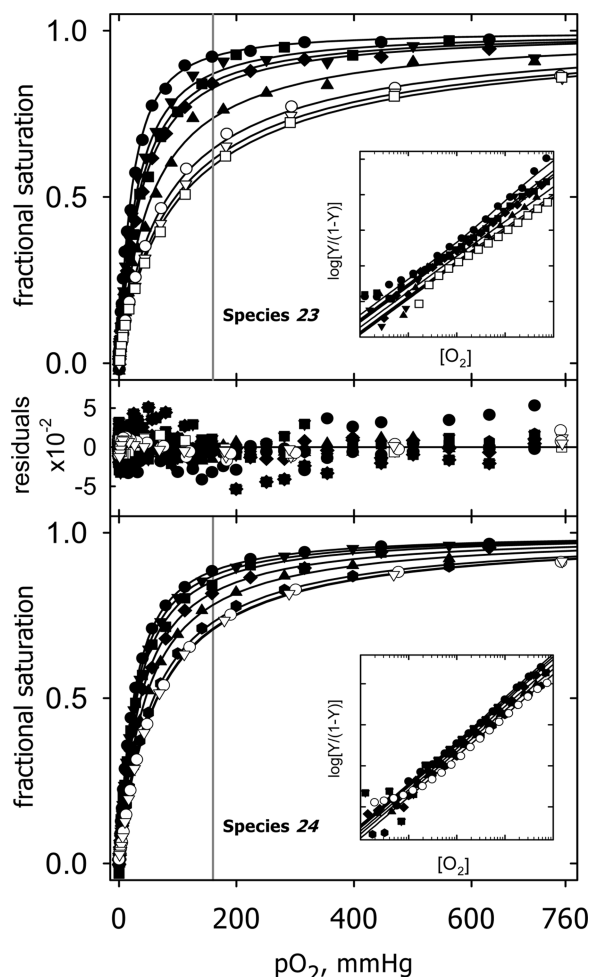 1.0
0.5
0.0
fractional saturation
log[Y/(1-Y)]
[O₂]
Species 23
5
0
-5
residuals
x10⁻²
1.0
0.5
0.0
fractional saturation
log[Y/(1-Y)]
[O₂]
Species 24
0 200 400 600 760
pO₂, mmHg